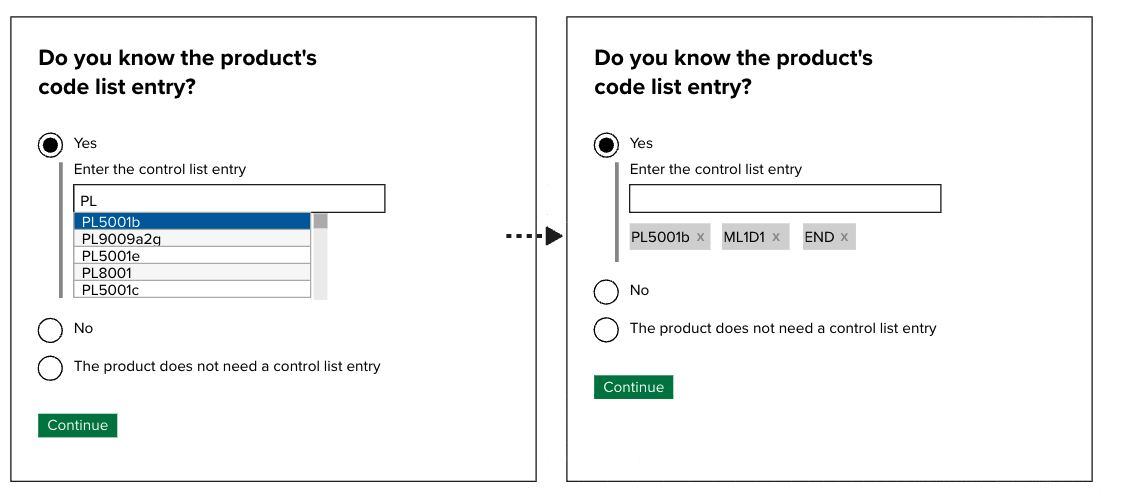 Do you know the product's
code list entry?
Yes
Enter the control list entry
PL
PL5001b
PL9009a2g
PL5001e
PL8001
PL5001c
No
The product does not need a control list entry
Continue
Do you know the product's
code list entry?
Yes
Enter the control list entry
PL5001b x ML1D1 x END x
No
The product does not need a control list entry
Continue